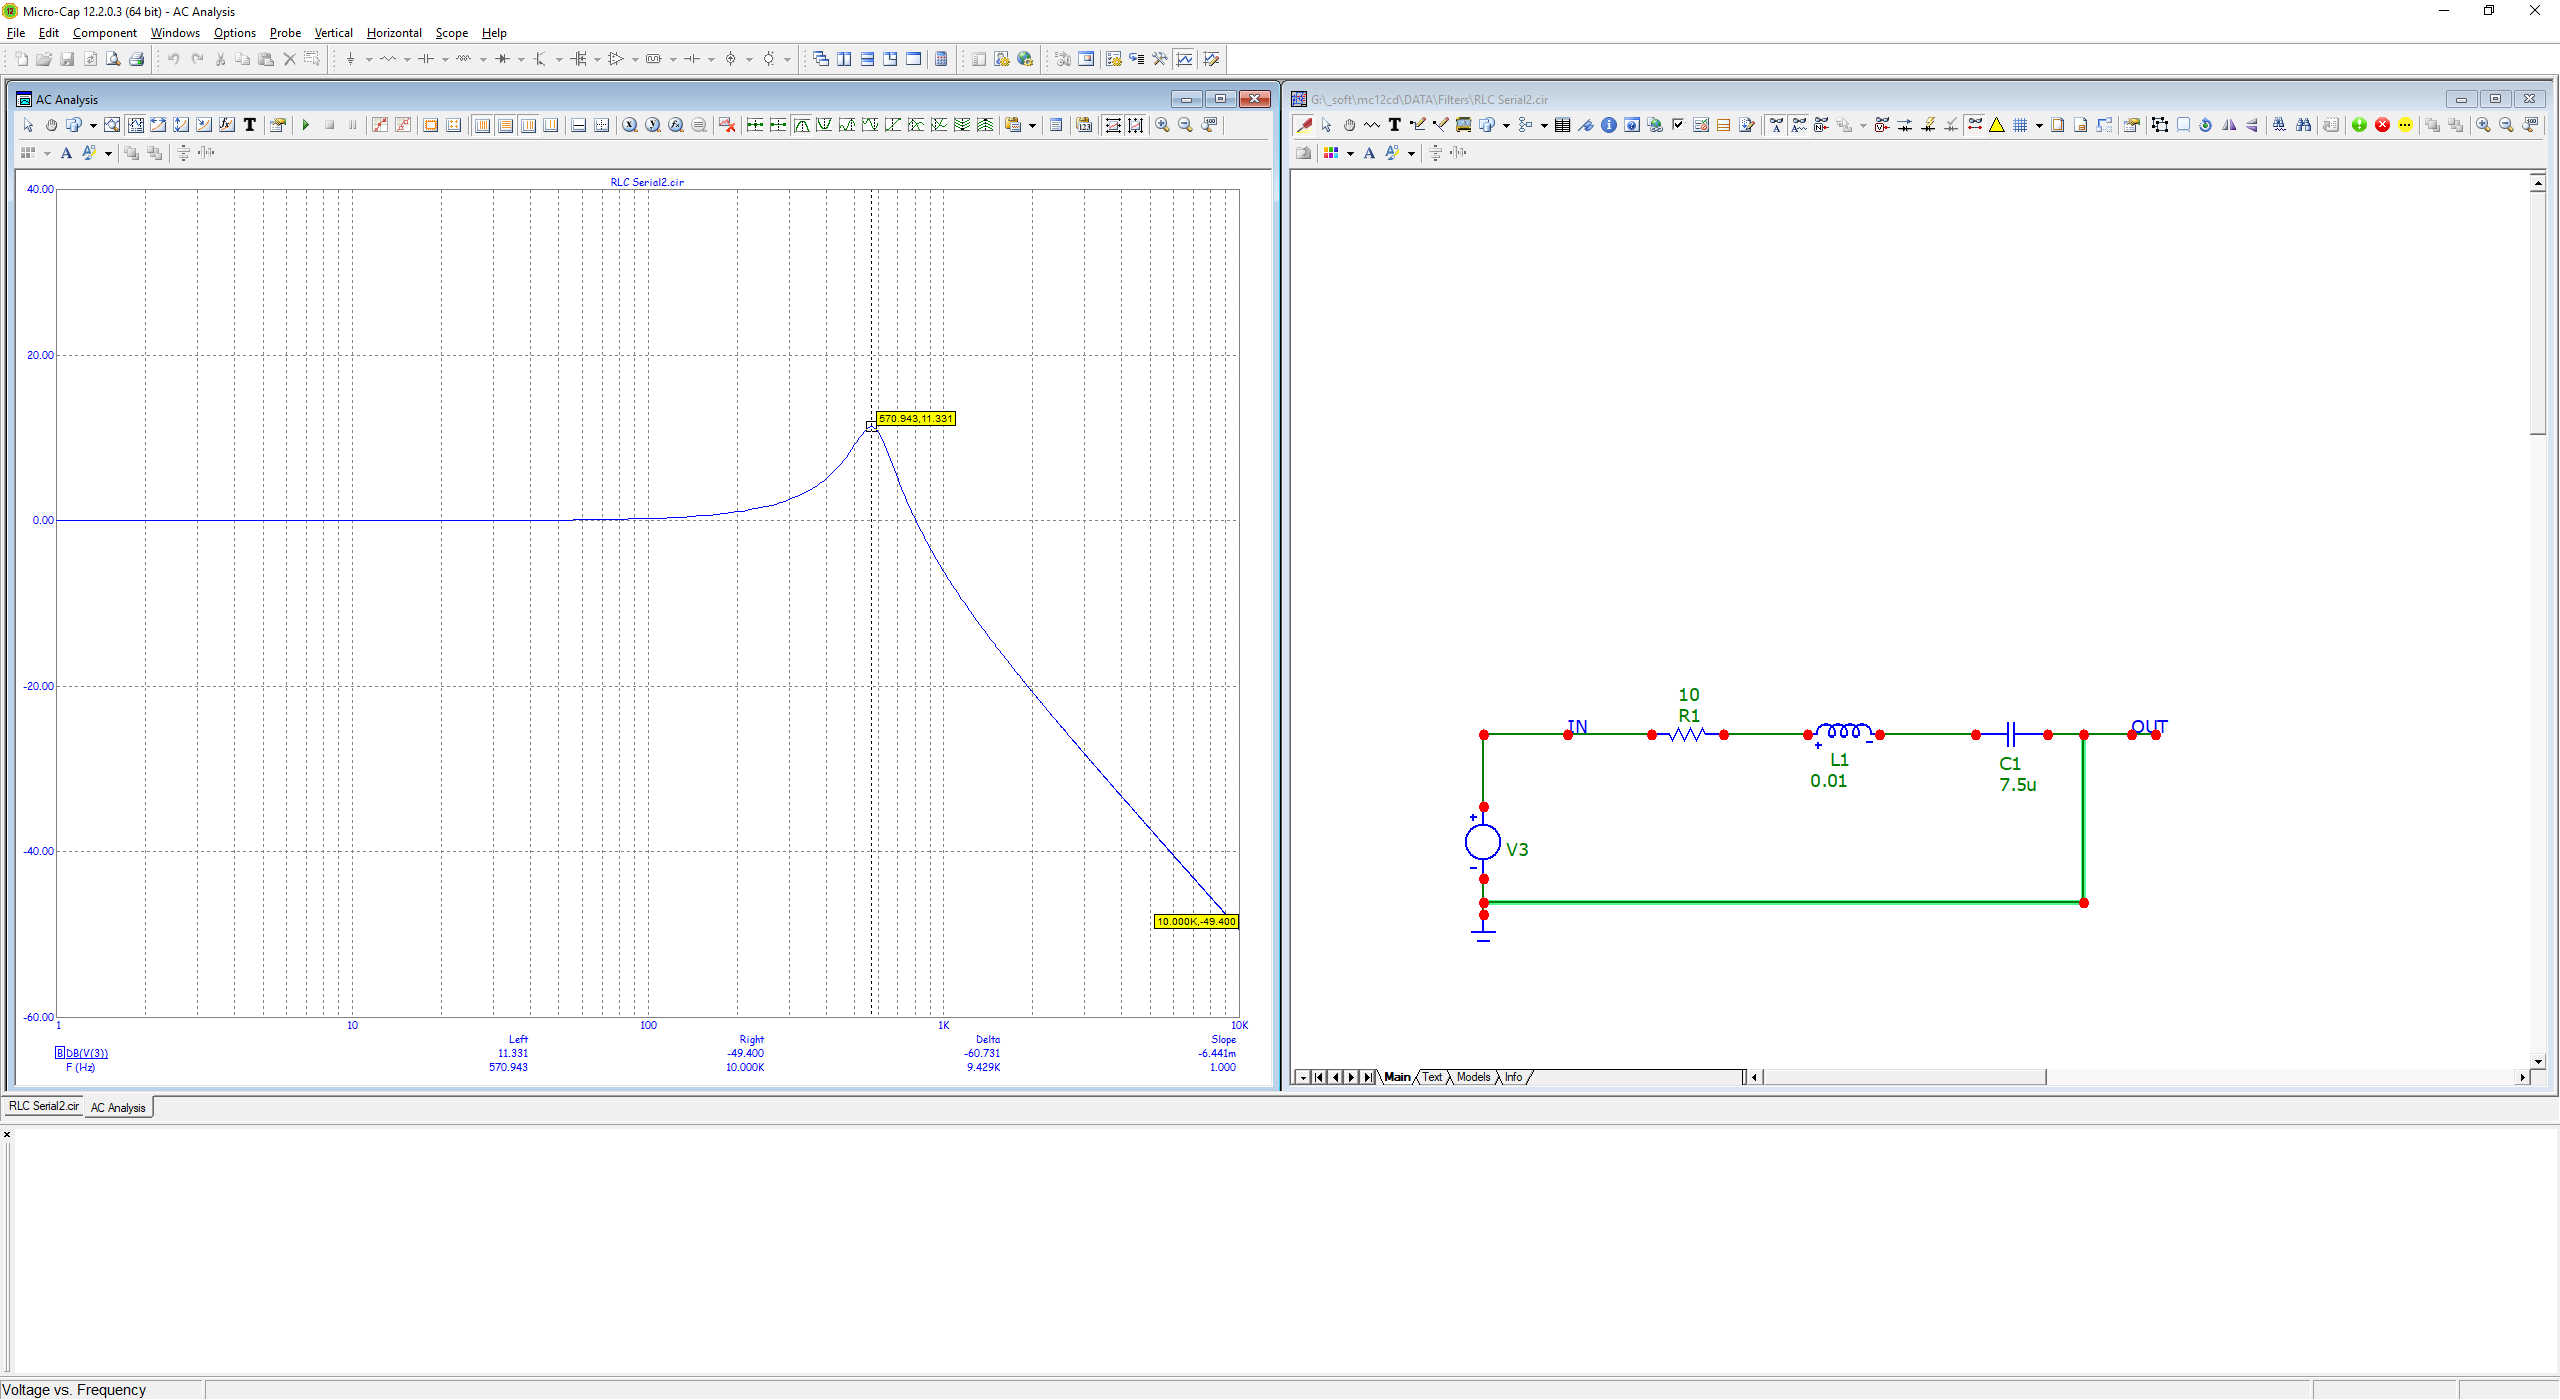 Micro-Cap 12.2.0.3 (64 bit) - AC Analysis
File Edit Component Windows Options Probe Vertical Horizontal Scope Help
AC Analysis
RLC Serial2.cir
40.00
20.00
0.00
-20.00
-40.00
-60.00
570.943,11.331
10.000K,-49.400
1 10 100 1K 10K
Left Right Delta Slope
B DB(V(3)) 11.331 -49.400 -60.731 -6.441m
F (Hz) 570.943 10.000K 9.429K 1.000
G:\_soft\mc12cd\DATA\Filters\RLC Serial2.cir
10
R1
IN
OUT
+ -
L1
0.01
C1
7.5u
+
V3
-
Main Text Models Info
RLC Serial2.cir AC Analysis
Voltage vs. Frequency